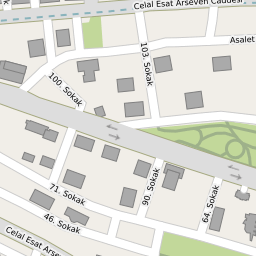 Celal Esat Arseven Caddesi
Asalet
103. Sokak
100. Sokak
71. Sokak
90. Sokak
64. Sokak
46. Sokak
Celal Esat Arseven